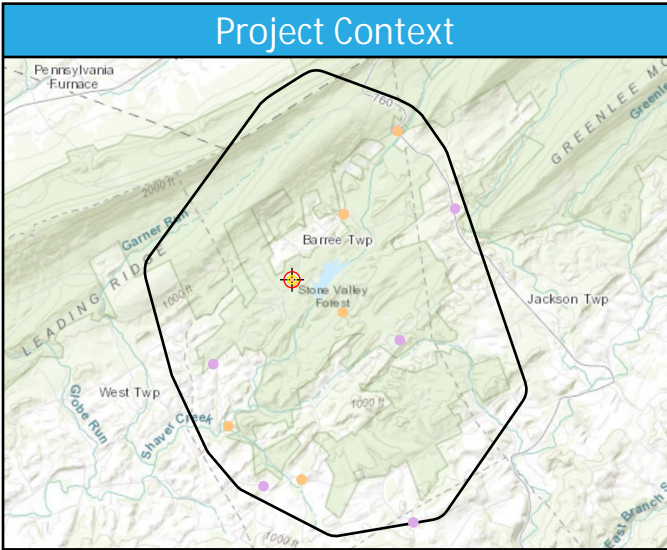 Project Context
Pennsylvania
Furnace
760
GREENLEE MO
Greenlee
2000 ft
Garner Run
Barree Twp
LEADING RIDGE
1000 ft
Stone Valley
Forest
Jackson Twp
West Twp
1000 ft
Globe Run
Shaver Creek
East Branch S
1000 ft